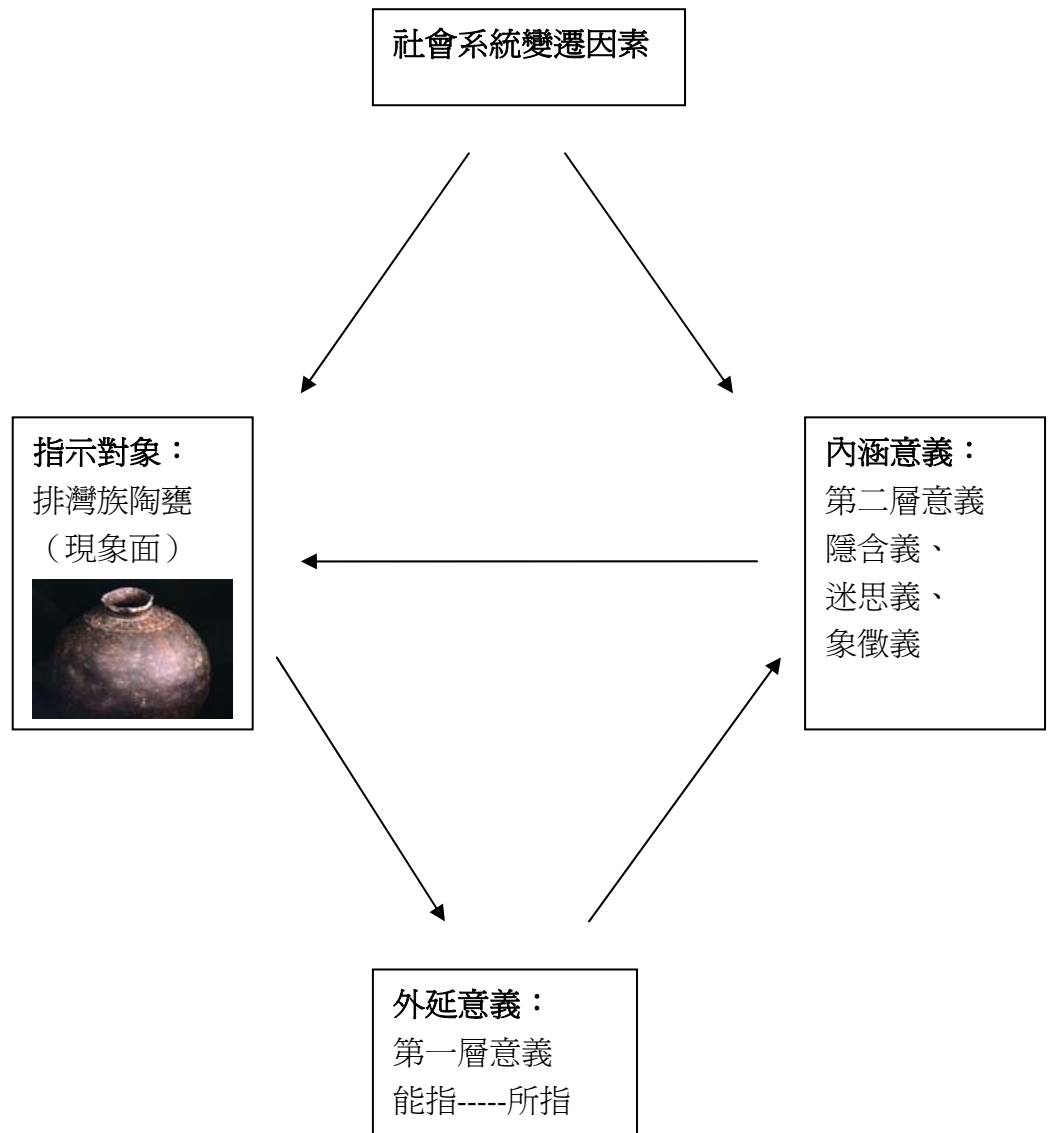 社會系統變遷因素
指示對象：
排灣族陶甕
（現象面）
內涵意義：
第二層意義
隱含義、
迷思義、
象徵義
外延意義：
第一層意義
能指-----所指